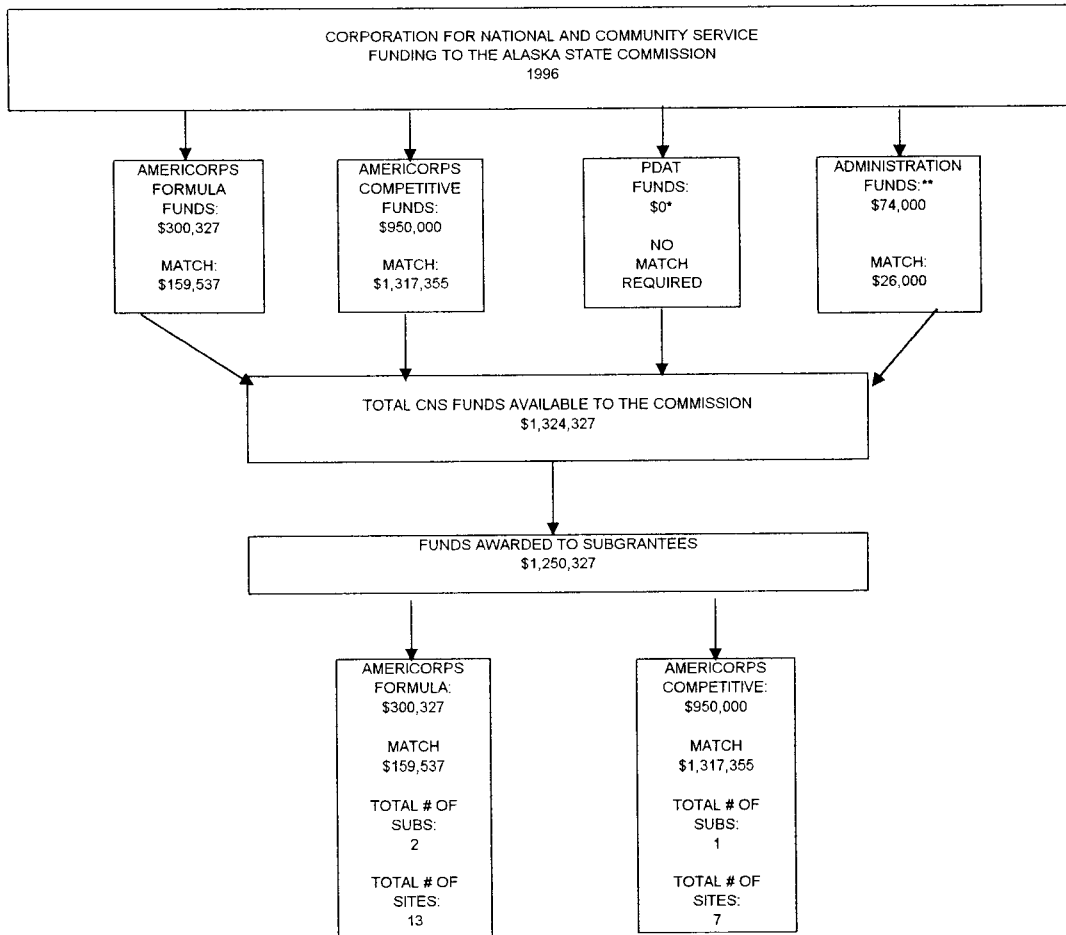 CORPORATION FOR NATIONAL AND COMMUNITY SERVICE
FUNDING TO THE ALASKA STATE COMMISSION
1996
AMERICORPS
FORMULA
FUNDS:
$300,327
MATCH:
$159,537
AMERICORPS
COMPETITIVE
FUNDS:
$950,000
MATCH:
$1,317,355
PDAT
FUNDS:
$0*
NO
MATCH
REQUIRED
ADMINISTRATION
FUNDS:**
$74,000
MATCH:
$26,000
TOTAL CNS FUNDS AVAILABLE TO THE COMMISSION
$1,324,327
FUNDS AWARDED TO SUBGRANTEES
$1,250,327
AMERICORPS
FORMULA:
$300,327
MATCH
$159,537
TOTAL # OF
SUBS:
2
TOTAL # OF
SITES:
13
AMERICORPS
COMPETITIVE:
$950,000
MATCH
$1,317,355
TOTAL # OF
SUBS:
1
TOTAL # OF
SITES:
7